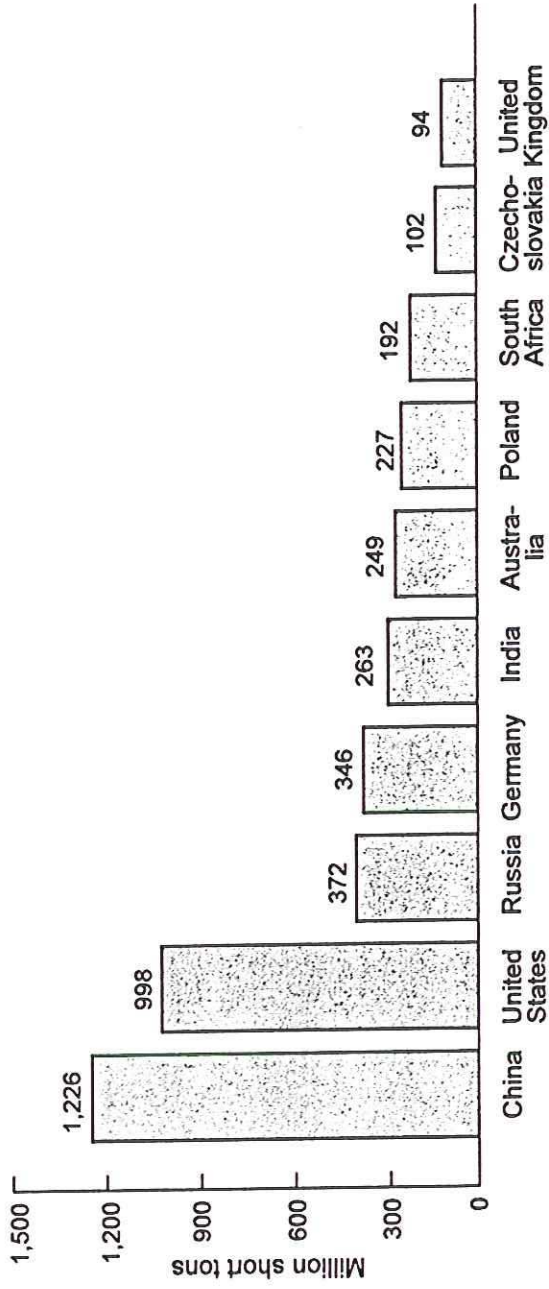 Million short tons
1,500
1,200
900
600
300
0
1,226
998
372
346
263
249
227
192
102
94
China
United
States
Russia
Germany
India
Austra-
lia
Poland
South
Africa
Czecho-
slovakia
United
Kingdom